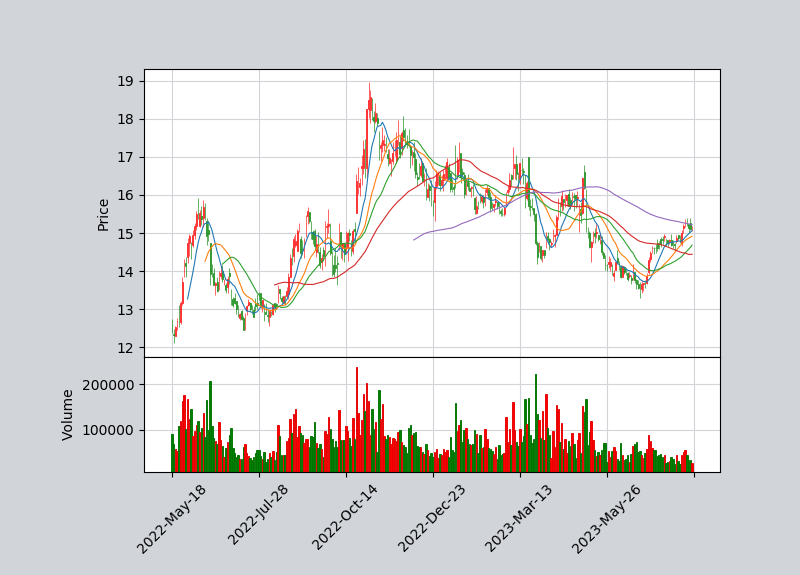 19
18
17
16
15
14
13
12
Price
200000
100000
Volume
2022-May-18
2022-Jul-28
2022-Oct-14
2022-Dec-23
2023-Mar-13
2023-May-26